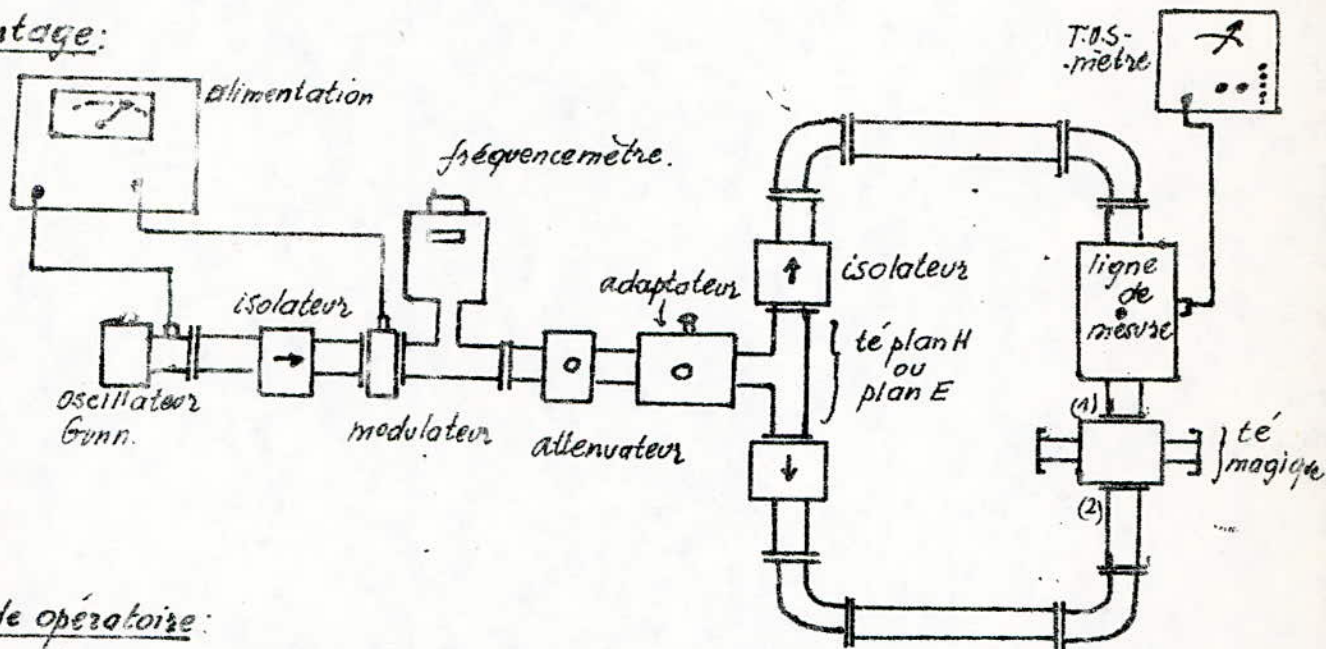 ntage:
T.O.S-
-mètre
alimentation
fréquencemètre.
isolateur
adaptateur
isolateur
ligne
de
mesure
té plan H
ou
plan E
oscillateur
Gunn.
modulateur
attenuateur
(1)
té
magique
(2)
de opératoire: